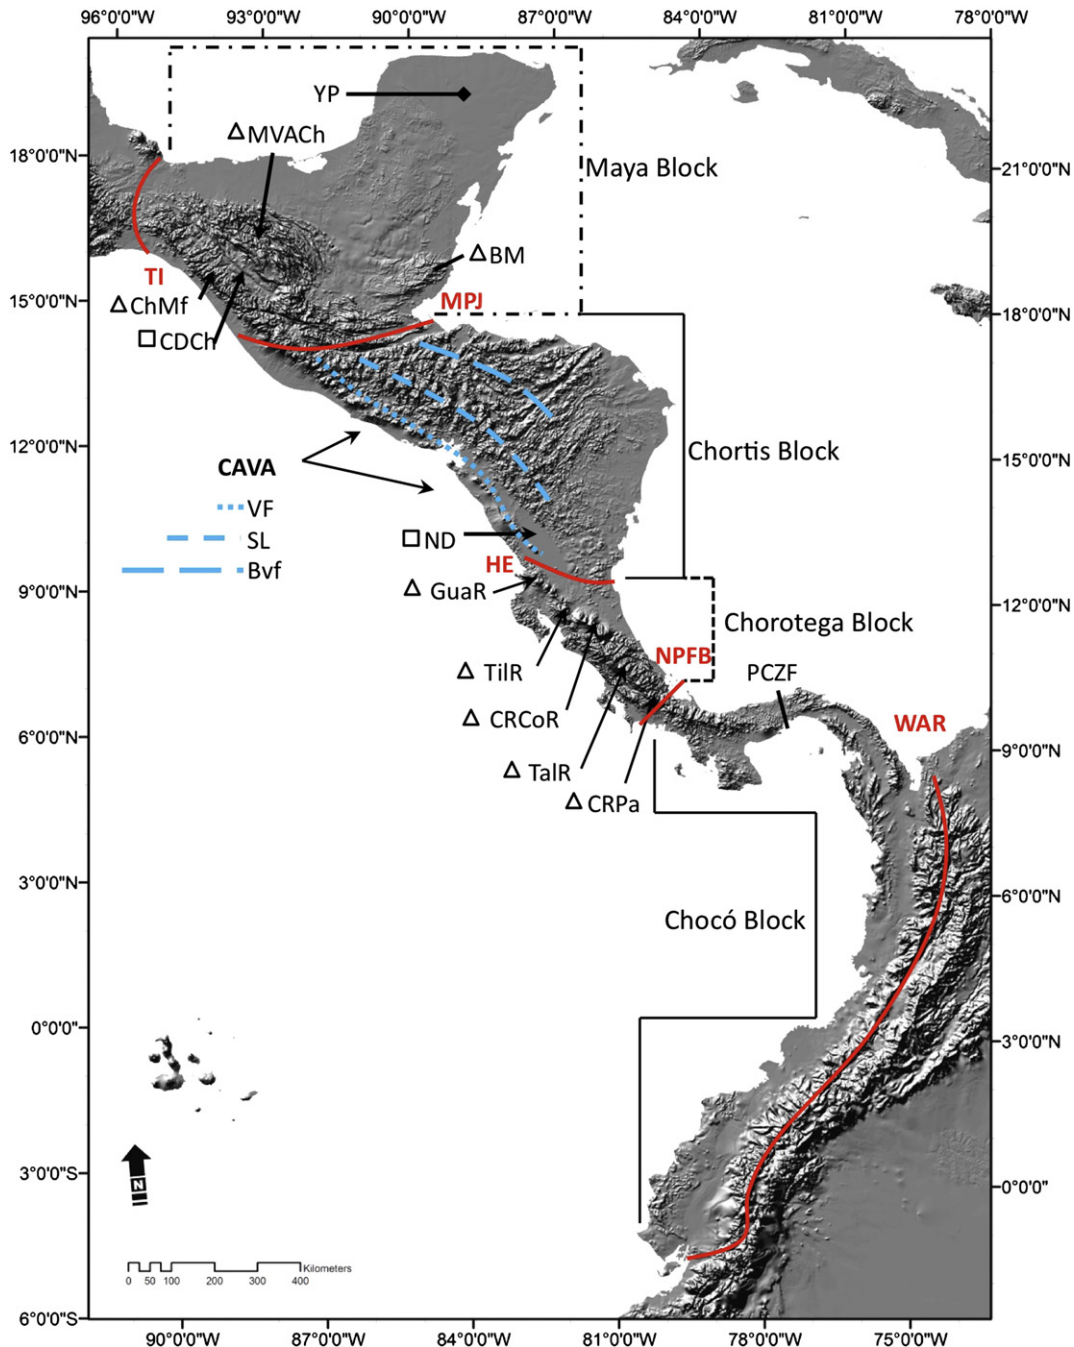 96°0'0"W 93°0'0"W 90°0'0"W 87°0'0"W 84°0'0"W 81°0'0"W 78°0'0"W
YP
MVACh
18°0'0"N
Maya Block
21°0'0"N
BM
TI
15°0'0"N
ChMf
MPJ
18°0'0"N
CDCh
12°0'0"N
Chortis Block
15°0'0"N
CAVA
VF
SL
Bvf
ND
HE
9°0'0"N
GuaR
12°0'0"N
Chorotega Block
NPFB
TilR
PCZF
CRCoR
WAR
6°0'0"N
9°0'0"N
TalR
CRPa
3°0'0"N
6°0'0"N
Chocó Block
0°0'0"
3°0'0"N
3°0'0"S
N
0°0'0"
Kilometers
0 50 100 200 300 400
6°0'0"S
90°0'0"W 87°0'0"W 84°0'0"W 81°0'0"W 78°0'0"W 75°0'0"W